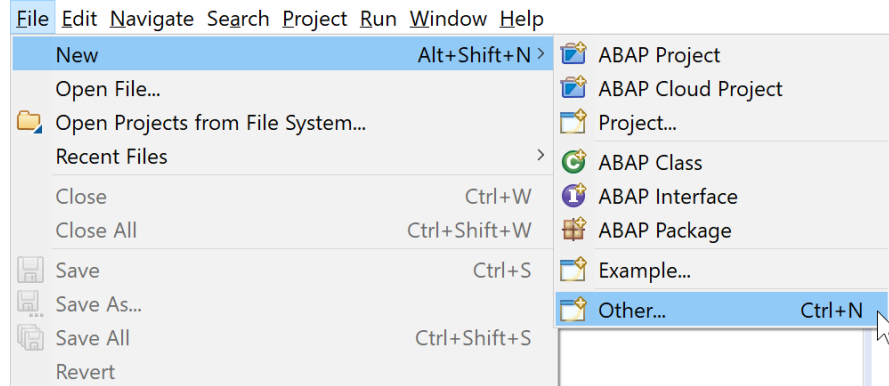 File Edit Navigate Search Project Run Window Help
New Alt+Shift+N
Open File...
Open Projects from File System...
Recent Files
Close Ctrl+W
Close All Ctrl+Shift+W
Save Ctrl+S
Save As...
Save All Ctrl+Shift+S
Revert
ABAP Project
ABAP Cloud Project
Project...
ABAP Class
ABAP Interface
ABAP Package
Example...
Other... Ctrl+N